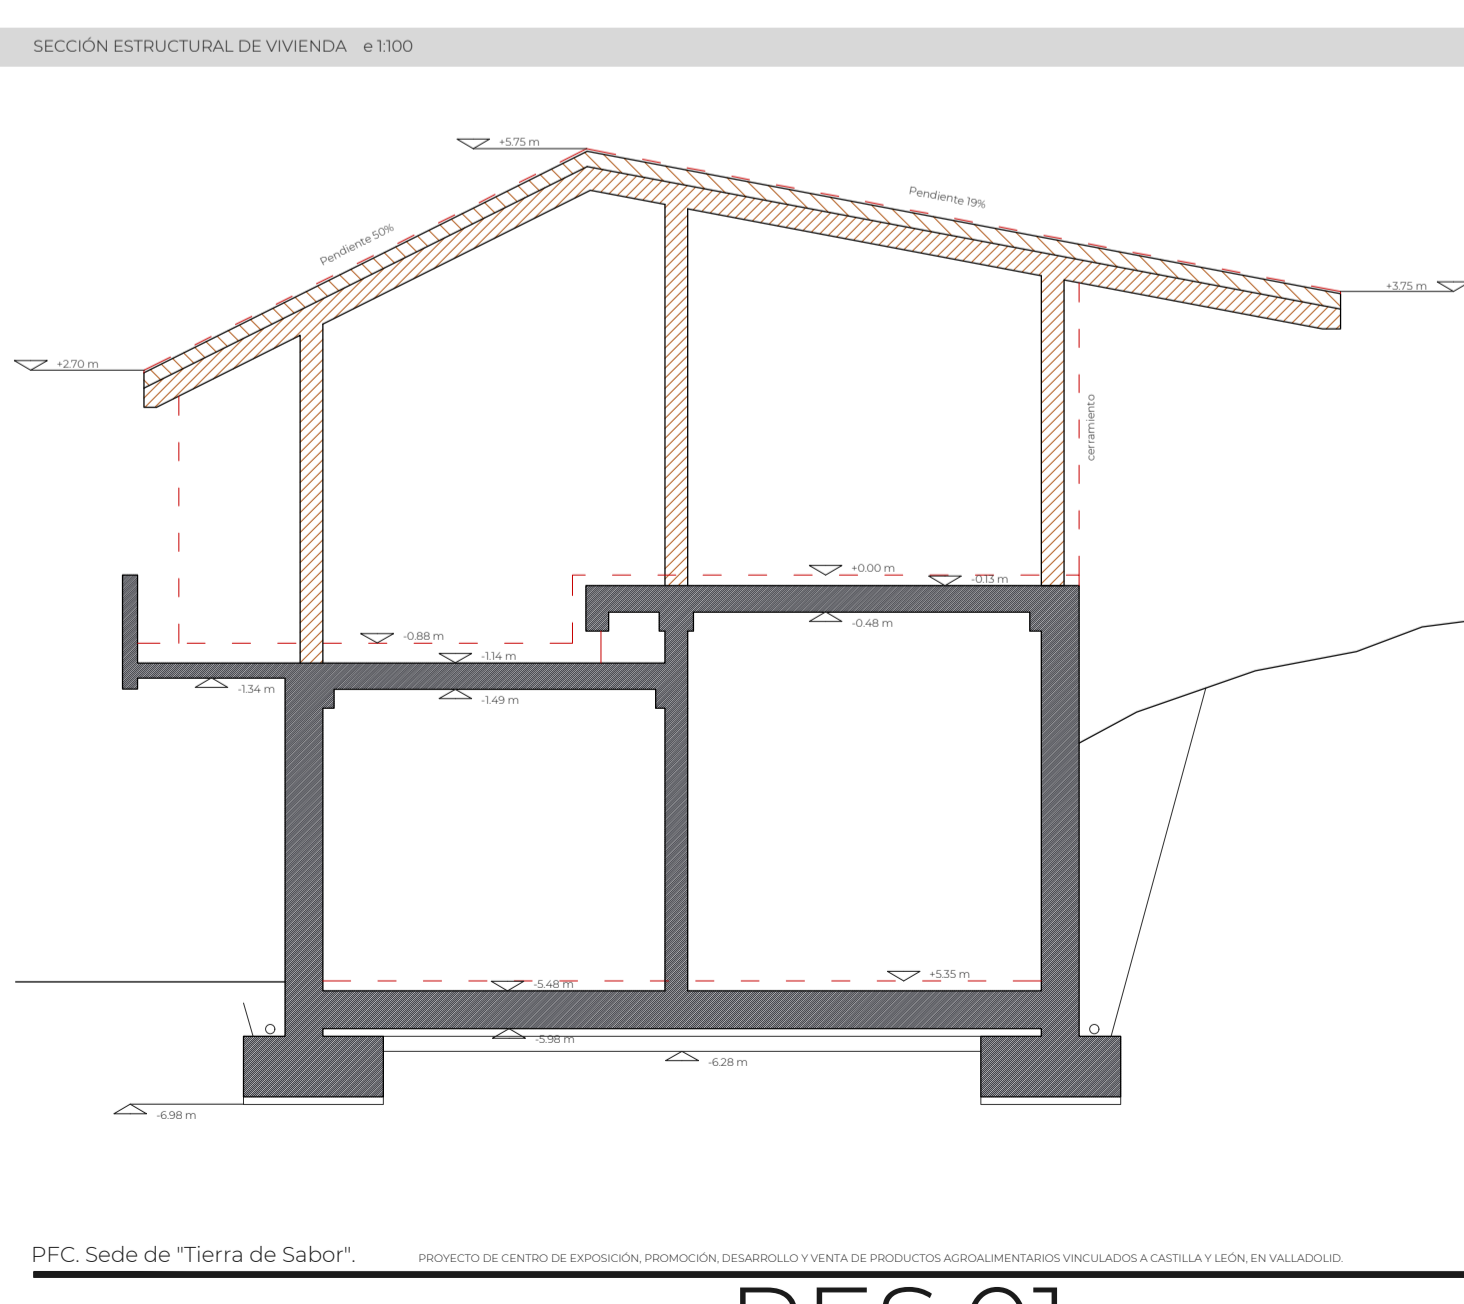 SECCIÓN ESTRUCTURAL DE VIVIENDA e 1:100
+5.75 m
Pendiente 19%
Pendiente 50%
+3.75 m
+2.70 m
cerramiento
+0.00 m
-0.13 m
-0.48 m
-0.88 m
-1.14 m
-1.34 m
-1.49 m
+5.35 m
-5.48 m
-5.98 m
-6.28 m
-6.98 m
PFC. Sede de "Tierra de Sabor".
PROYECTO DE CENTRO DE EXPOSICIÓN, PROMOCIÓN, DESARROLLO Y VENTA DE PRODUCTOS AGROALIMENTARIOS VINCULADOS A CASTILLA Y LEÓN, EN VALLADOLID.